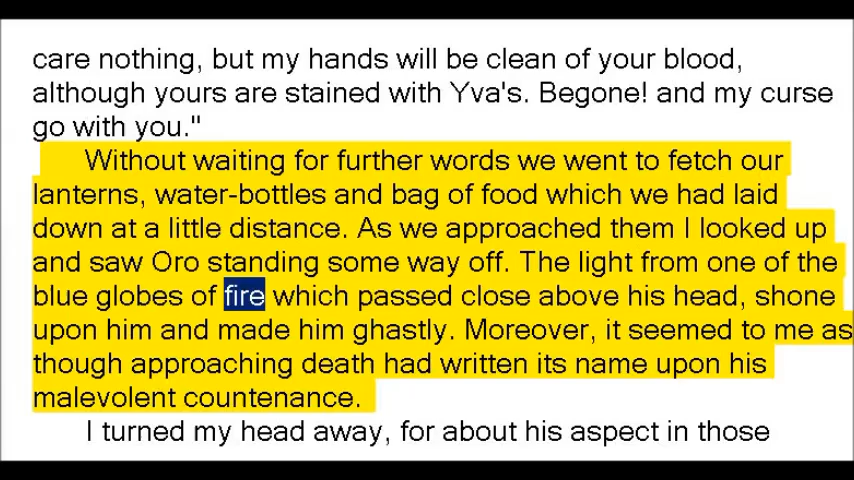 care nothing, but my hands will be clean of your blood,
although yours are stained with Yva's. Begone! and my curse
go with you."
Without waiting for further words we went to fetch our
lanterns, water-bottles and bag of food which we had laid
down at a little distance. As we approached them I looked up
and saw Oro standing some way off. The light from one of the
blue globes of fire which passed close above his head, shone
upon him and made him ghastly. Moreover, it seemed to me as
though approaching death had written its name upon his
malevolent countenance.
I turned my head away, for about his aspect in those